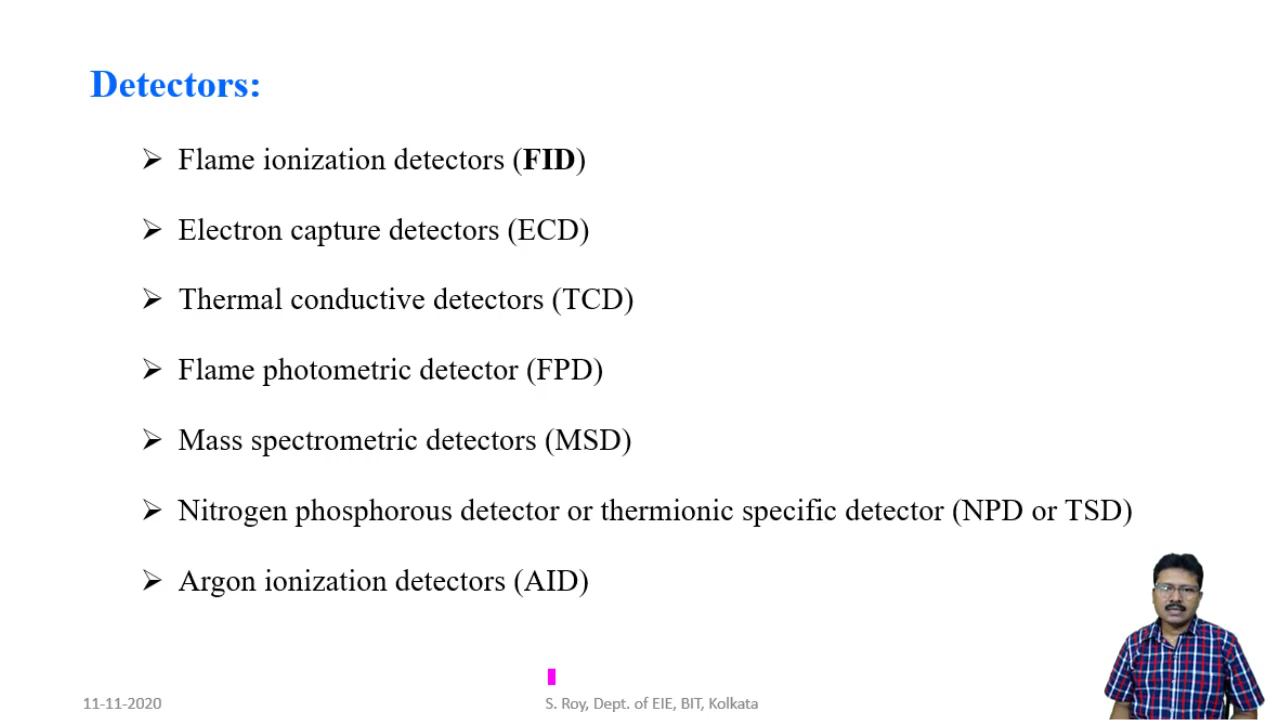 Detectors:
Flame ionization detectors (FID)
Electron capture detectors (ECD)
Thermal conductive detectors (TCD)
Flame photometric detector (FPD)
Mass spectrometric detectors (MSD)
Nitrogen phosphorous detector or thermionic specific detector (NPD or TSD)
Argon ionization detectors (AID)
11-11-2020
S. Roy, Dept. of EIE, BIT, Kolkata